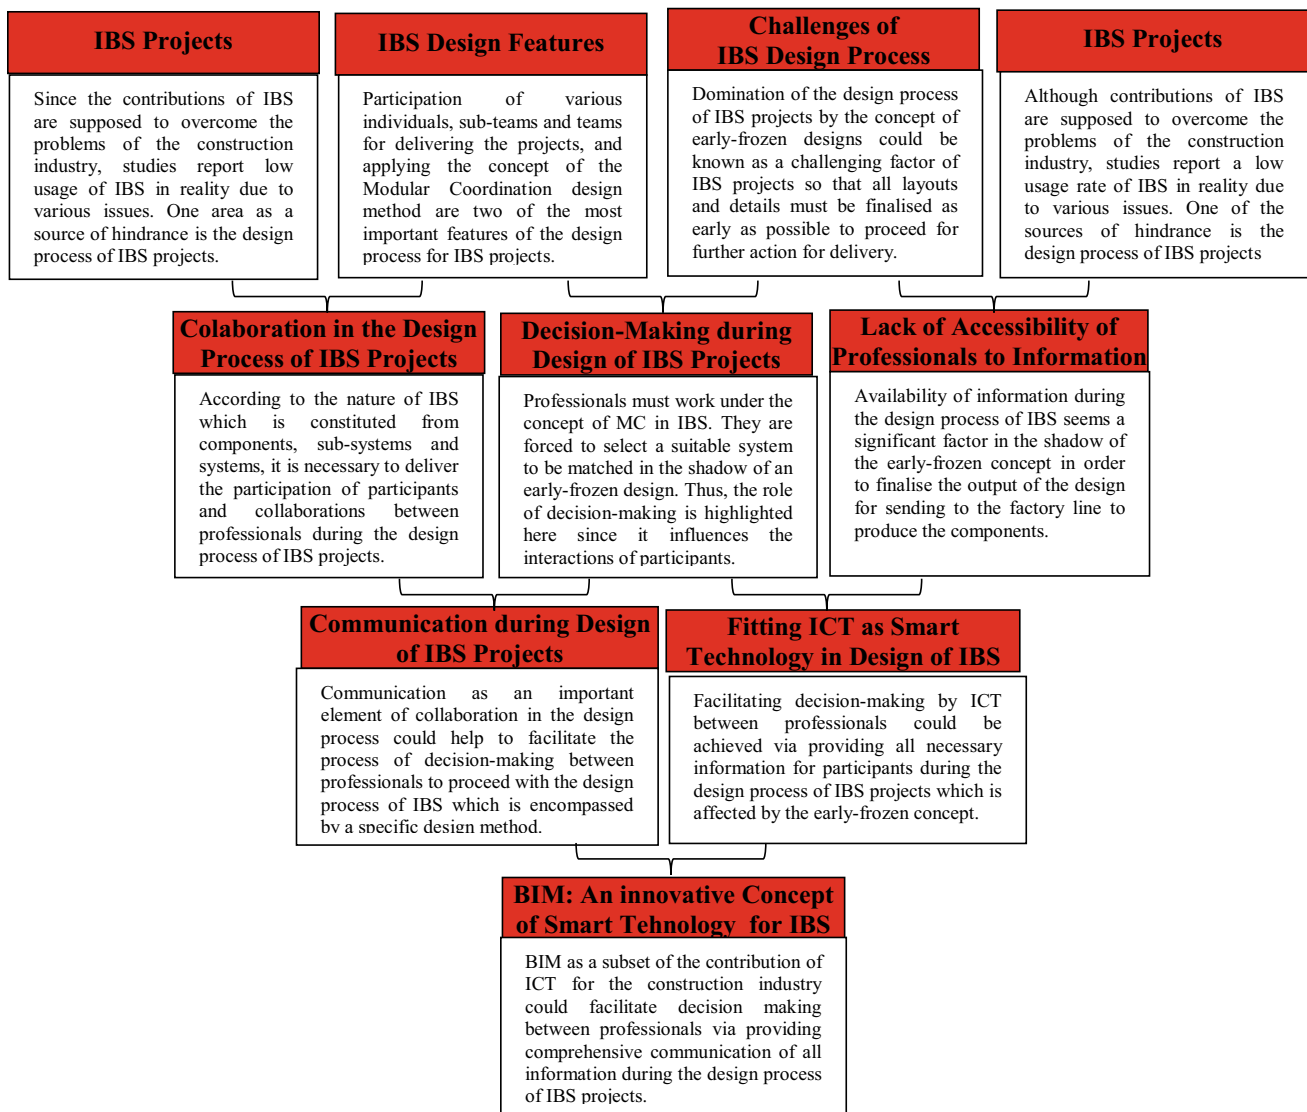 IBS Projects
Since the contributions of IBS
are supposed to overcome the
problems of the construction
industry, studies report low
usage of IBS in reality due to
various issues. One area as a
source of hindrance is the design
process of IBS projects.
IBS Design Features
Participation of various
individuals, sub-teams and teams
for delivering the projects, and
applying the concept of the
Modular Coordination design
method are two of the most
important features of the design
process for IBS projects.
Challenges of
IBS Design Process
Domination of the design process
of IBS projects by the concept of
early-frozen designs could be
known as a challenging factor of
IBS projects so that all layouts
and details must be finalised as
early as possible to proceed for
further action for delivery.
IBS Projects
Although contributions of IBS
are supposed to overcome the
problems of the construction
industry, studies report a low
usage rate of IBS in reality due
to various issues. One of the
sources of hindrance is the
design process of IBS projects
Colaboration in the Design
Process of IBS Projects
According to the nature of IBS
which is constituted from
components, sub-systems and
systems, it is necessary to deliver
the participation of participants
and collaborations between
professionals during the design
process of IBS projects.
Decision-Making during
Design of IBS Projects
Professionals must work under the
concept of MC in IBS. They are
forced to select a suitable system
to be matched in the shadow of an
early-frozen design. Thus, the role
of decision-making is highlighted
here since it influences the
interactions of participants.
Lack of Accessibility of
Professionals to Information
Availability of information during
the design process of IBS seems a
significant factor in the shadow of
the early-frozen concept in order
to finalise the output of the design
for sending to the factory line to
produce the components.
Communication during Design
of IBS Projects
Communication as an important
element of collaboration in the design
process could help to facilitate the
process of decision-making between
professionals to proceed with the design
process of IBS which is encompassed
by a specific design method.
Fitting ICT as Smart
Technology in Design of IBS
Facilitating decision-making by ICT
between professionals could be
achieved via providing all necessary
information for participants during the
design process of IBS projects which is
affected by the early-frozen concept.
BIM: An innovative Concept
of Smart Tehnology for IBS
BIM as a subset of the contribution of
ICT for the construction industry
could facilitate decision making
between professionals via providing
comprehensive communication of all
information during the design process
of IBS projects.